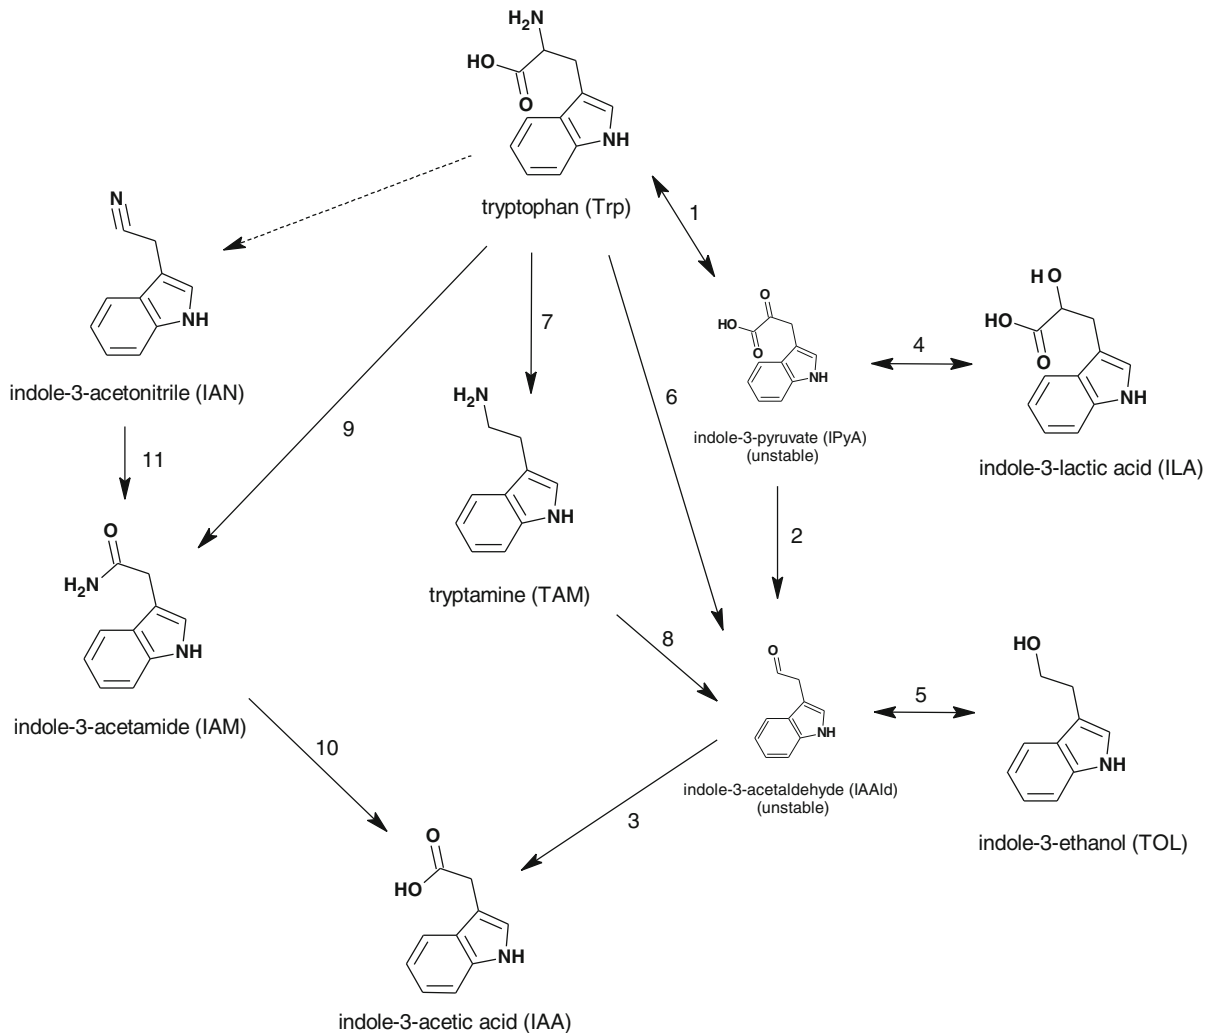 H2N
HO
O
NH
tryptophan (Trp)
N
NH
indole-3-acetonitrile (IAN)
1
O
HO
O
NH
indole-3-pyruvate (IPyA)
(unstable)
4
H O
HO
O
NH
indole-3-lactic acid (ILA)
7
6
9
11
H2N
NH
tryptamine (TAM)
2
O
H2N
NH
indole-3-acetamide (IAM)
8
O
NH
indole-3-acetaldehyde (IAAld)
(unstable)
5
HO
NH
indole-3-ethanol (TOL)
10
3
O
HO
NH
indole-3-acetic acid (IAA)